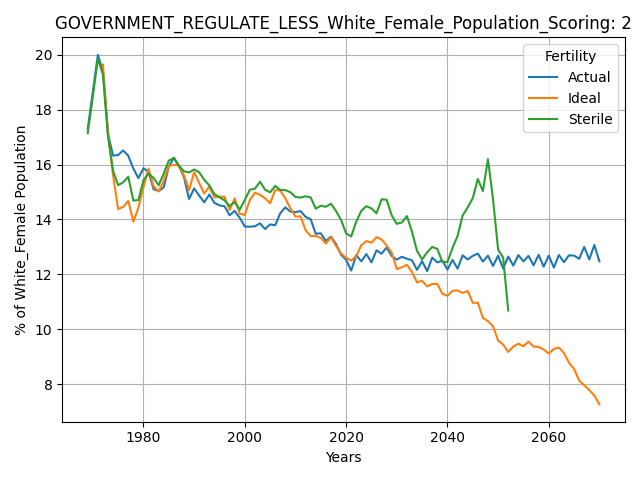 GOVERNMENT_REGULATE_LESS_White_Female_Population_Scoring: 2
Fertility
Actual
Ideal
Sterile
% of White_Female Population
20
18
16
14
12
10
8
1980
2000
2020
2040
2060
Years